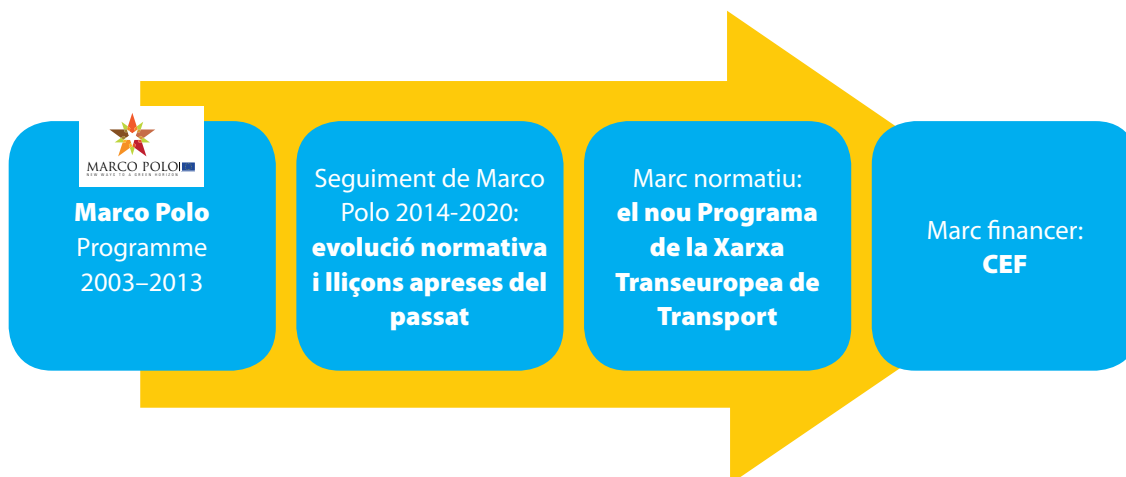 MARCO POLO
NEW WAYS TO A GREEN HORIZON
Marco Polo
Programme
2003–2013
Seguiment de Marco
Polo 2014-2020:
evolució normativa
i lliçons apreses del
passat
Marc normatiu:
el nou Programa
de la Xarxa
Transeuropea de
Transport
Marc financer:
CEF